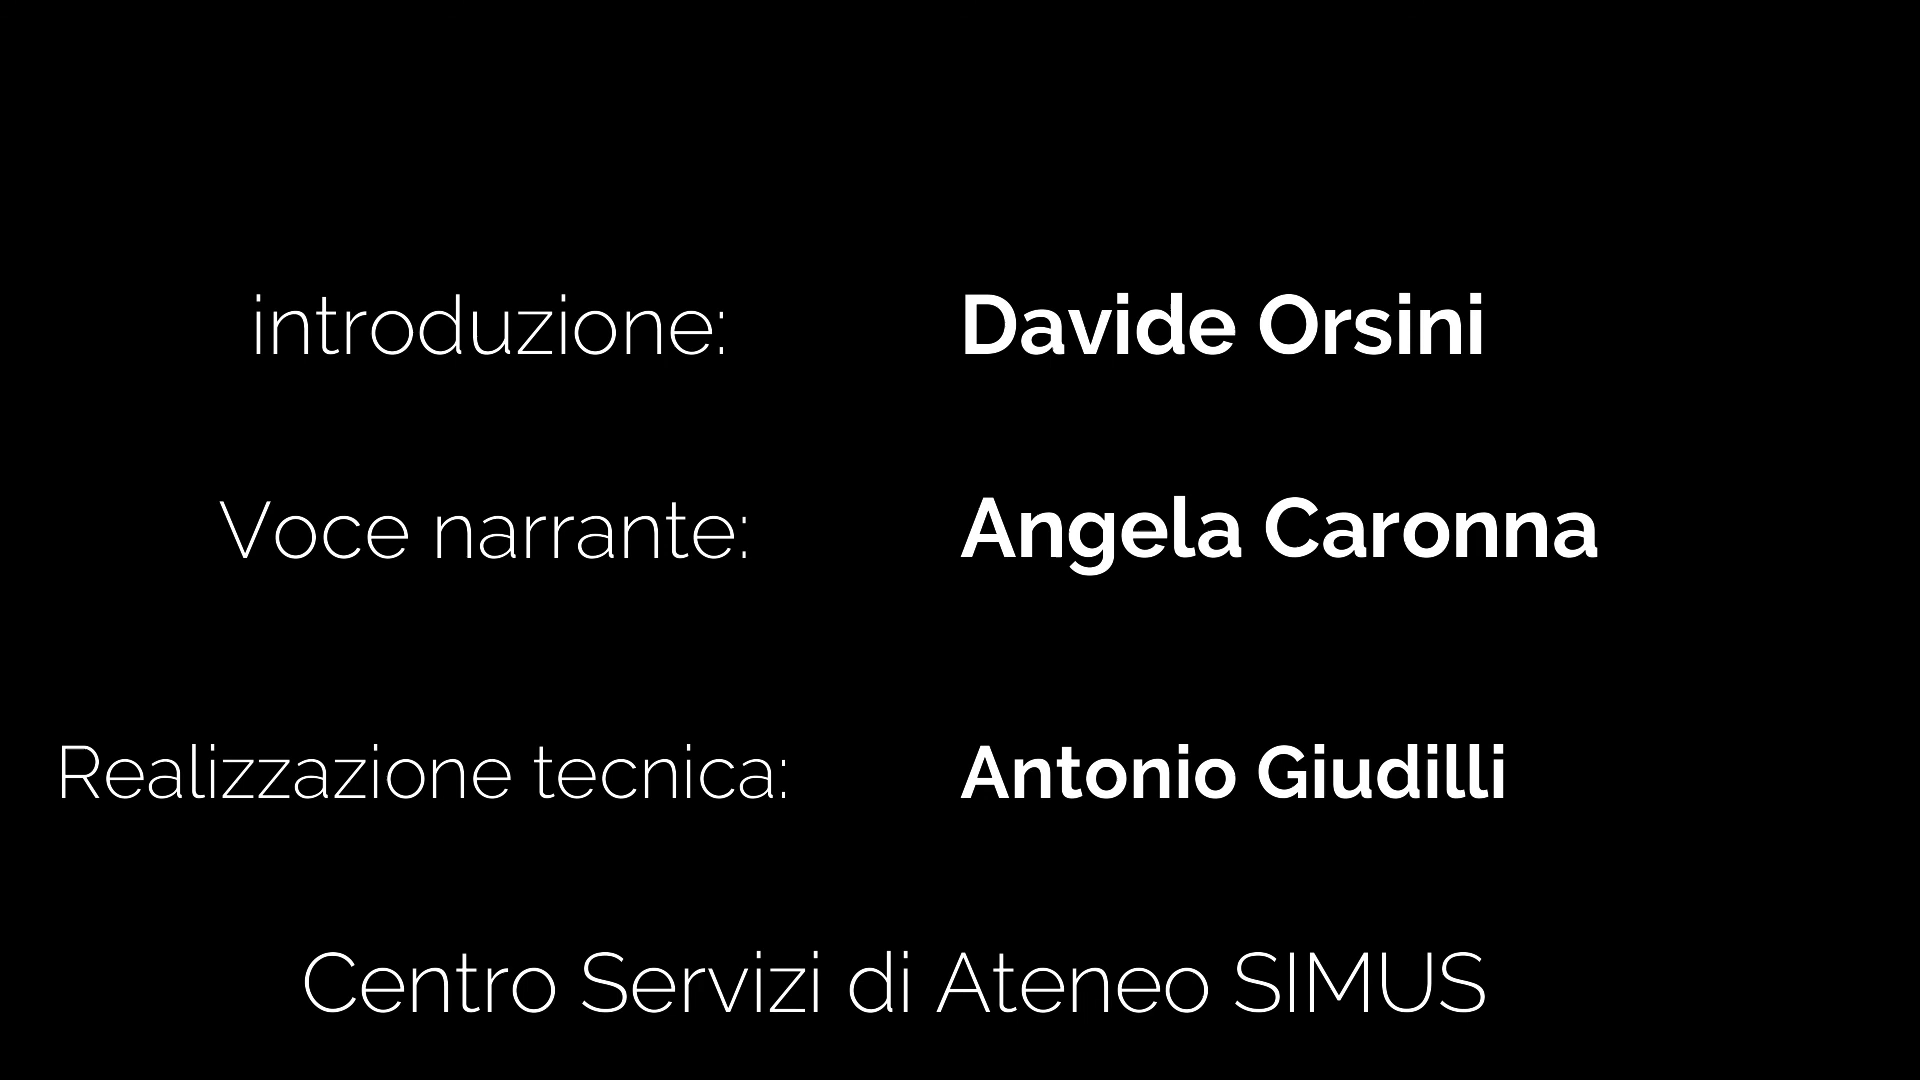 introduzione: Davide Orsini
Voce narrante: Angela Caronna
Realizzazione tecnica: Antonio Giudilli
Centro Servizi di Ateneo SIMUS